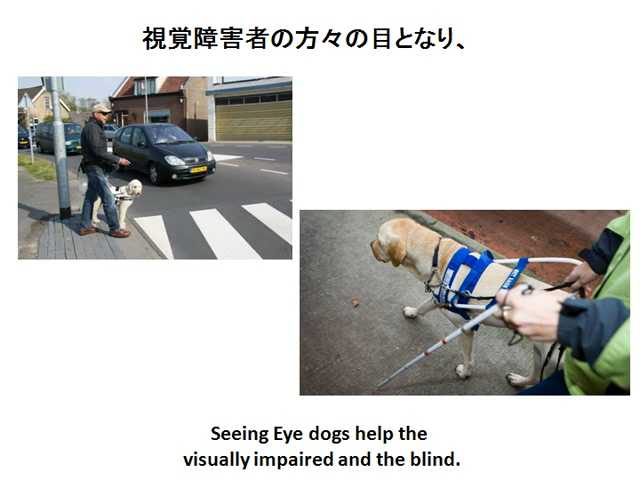 視覚障害者の方々の目となり、
Seeing Eye dogs help the
visually impaired and the blind.